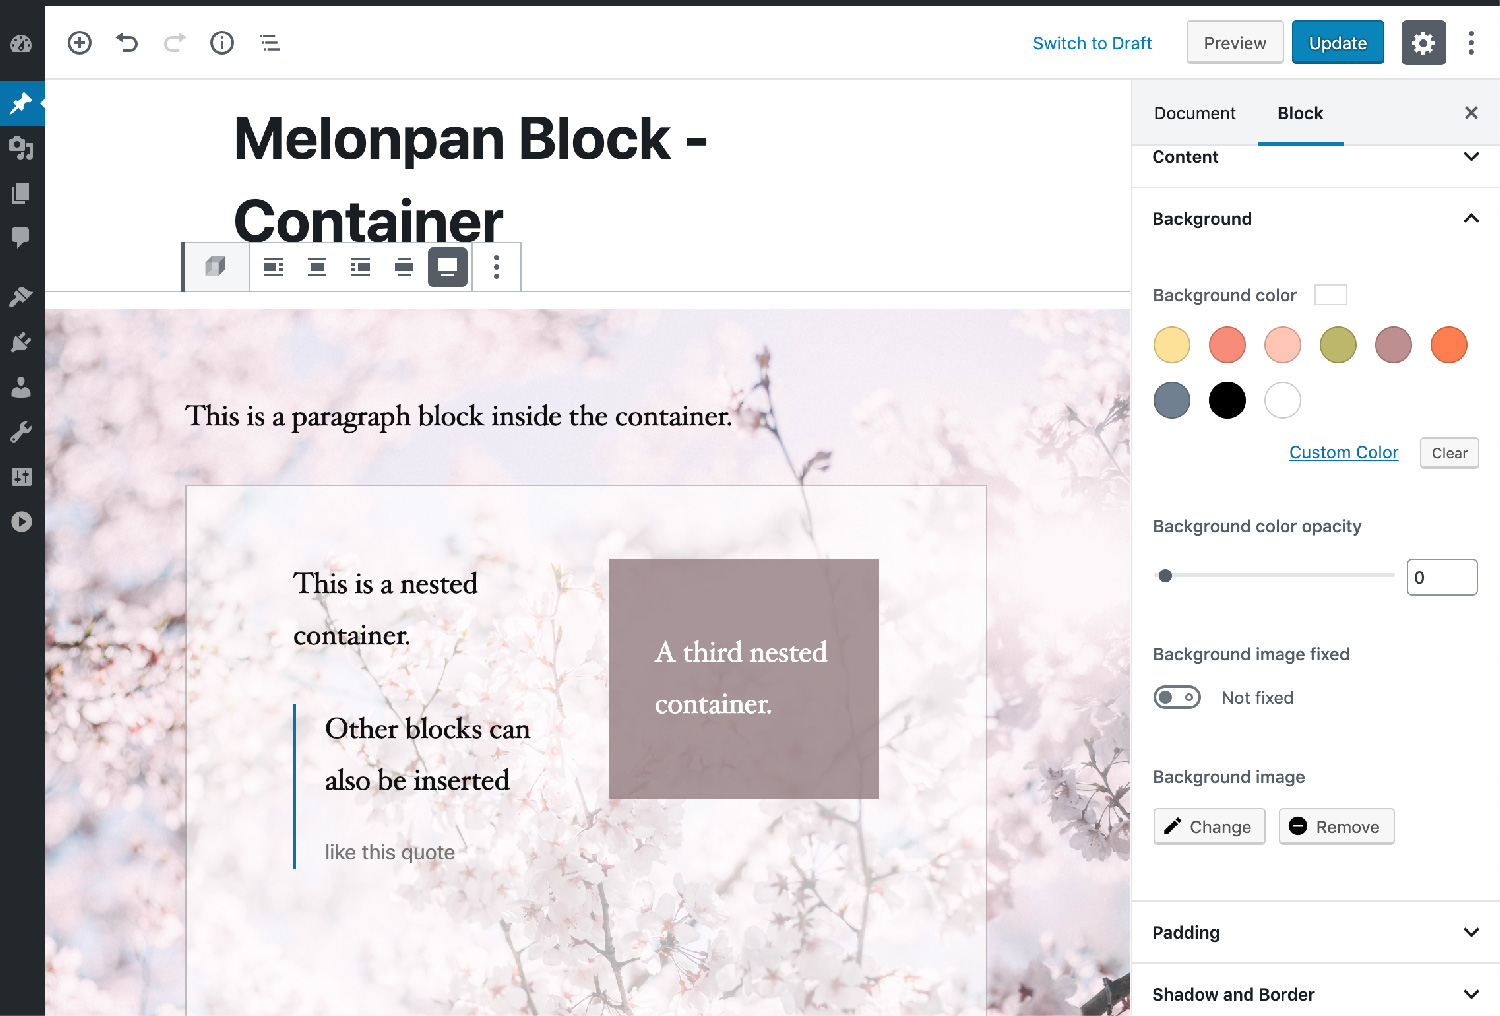 Switch to Draft
Preview
Update
Melonpan Block -
Container
This is a paragraph block inside the container.
This is a nested
container.
Other blocks can
also be inserted
like this quote
A third nested
container.
Document
Block
Content
Background
Background color
Custom Color
Clear
Background color opacity
0
Background image fixed
Not fixed
Background image
Change
Remove
Padding
Shadow and Border